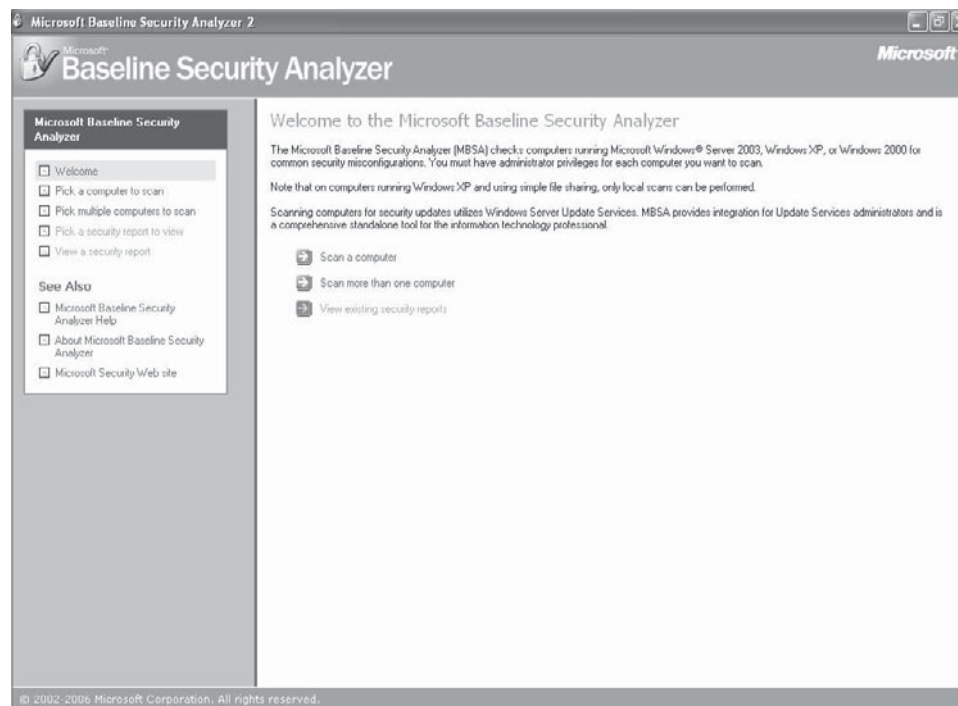 Microsoft Baseline Security Analyzer 2
Microsoft
Baseline Security Analyzer
Microsoft
Microsoft Baseline Security
Analyzer
Welcome
Pick a computer to scan
Pick multiple computers to scan
Pick a security report to view
View a security report
See Also
Microsoft Baseline Security
Analyzer Help
About Microsoft Baseline Security
Analyzer
Microsoft Security Web site
Welcome to the Microsoft Baseline Security Analyzer
The Microsoft Baseline Security Analyzer (MBSA) checks computers running Microsoft Windows® Server 2003, Windows XP, or Windows 2000 for
common security misconfigurations. You must have administrator privileges for each computer you want to scan.
Note that on computers running Windows XP and using simple file sharing, only local scans can be performed.
Scanning computers for security updates utilizes Windows Server Update Services. MBSA provides integration for Update Services administrators and is
a comprehensive standalone tool for the information technology professional.
Scan a computer
Scan more than one computer
View existing security reports
© 2002-2006 Microsoft Corporation. All rights reserved.